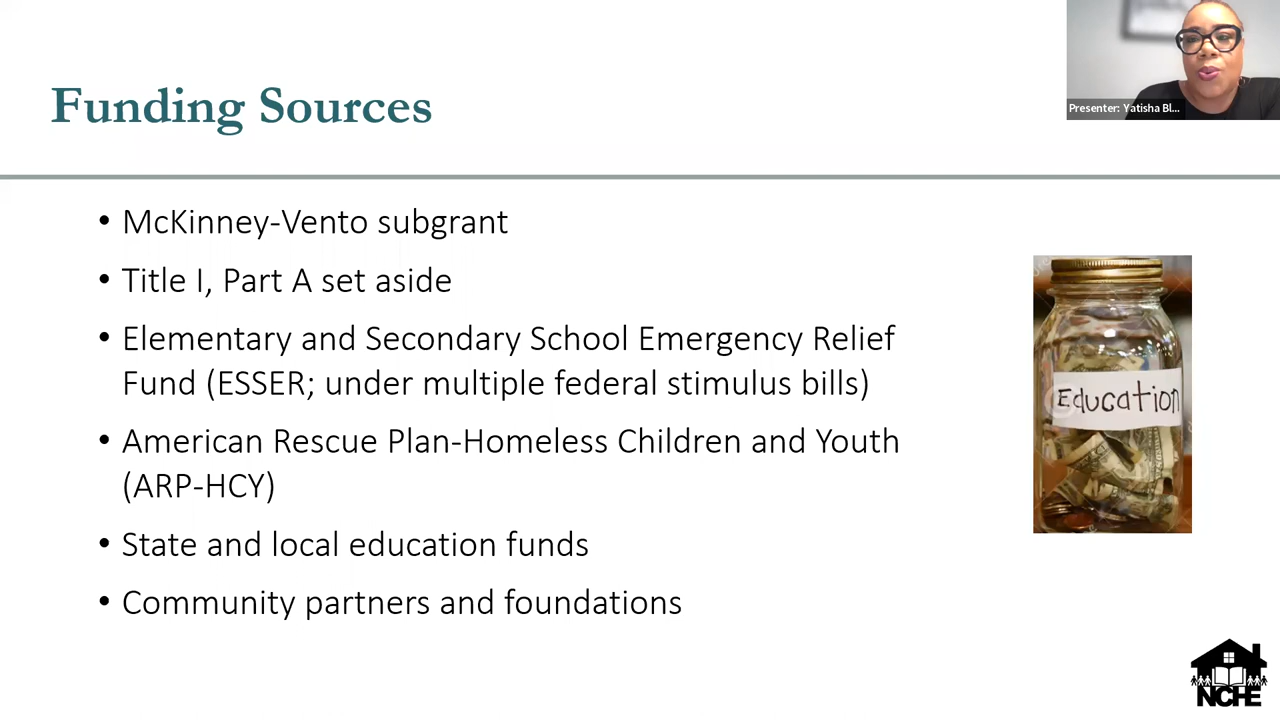 Funding Sources
Presenter: Yatisha Bl...
• McKinney-Vento subgrant
• Title I, Part A set aside
• Elementary and Secondary School Emergency Relief
Fund (ESSER; under multiple federal stimulus bills)
• American Rescue Plan-Homeless Children and Youth
(ARP-HCY)
• State and local education funds
• Community partners and foundations
Education
NCHE